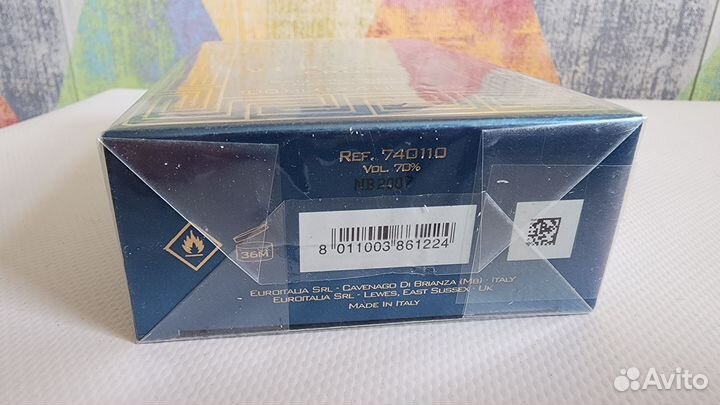 REF. 740110
VOL. 70%
NB2007
36M
8 011003 861224
EUROITALIA SRL - CAVENAGO DI BRIANZA (MB) - ITALY
EUROITALIA SRL - LEWES, EAST SUSSEX - UK
MADE IN ITALY
Avito